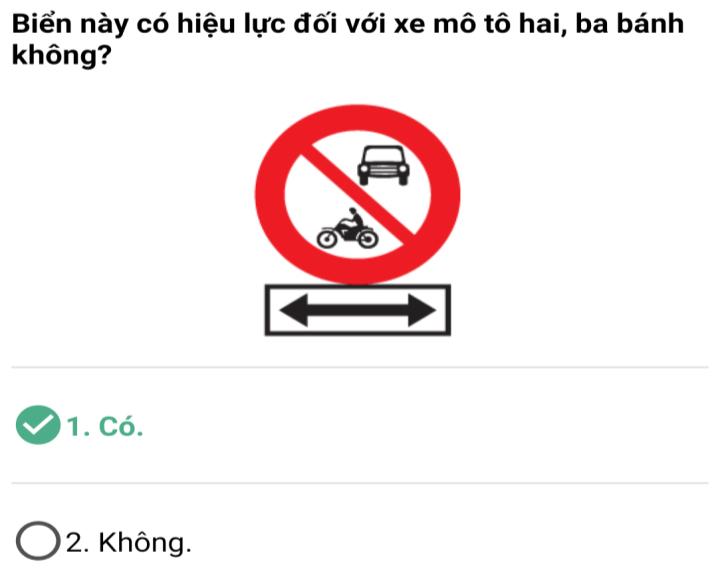 Biển này có hiệu lực đối với xe mô tô hai, ba bánh
không?
1. Có.
2. Không.